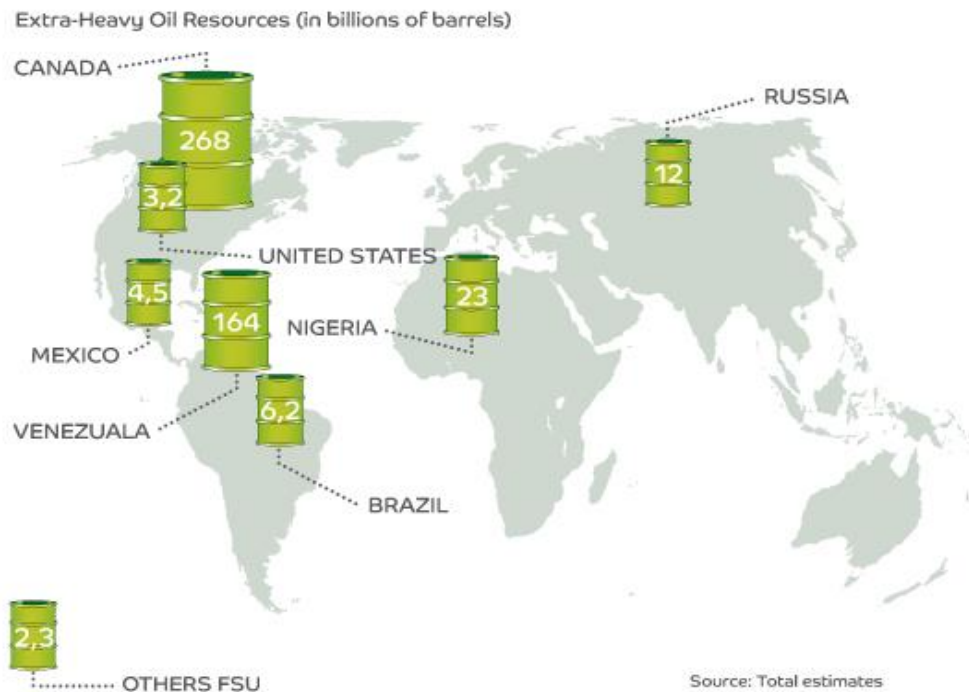 Extra-Heavy Oil Resources (in billions of barrels)
CANADA
268
RUSSIA
12
3,2
UNITED STATES
4,5
MEXICO
164
23
NIGERIA
VENEZUALA
6,2
BRAZIL
2,3
OTHERS FSU
Source: Total estimates